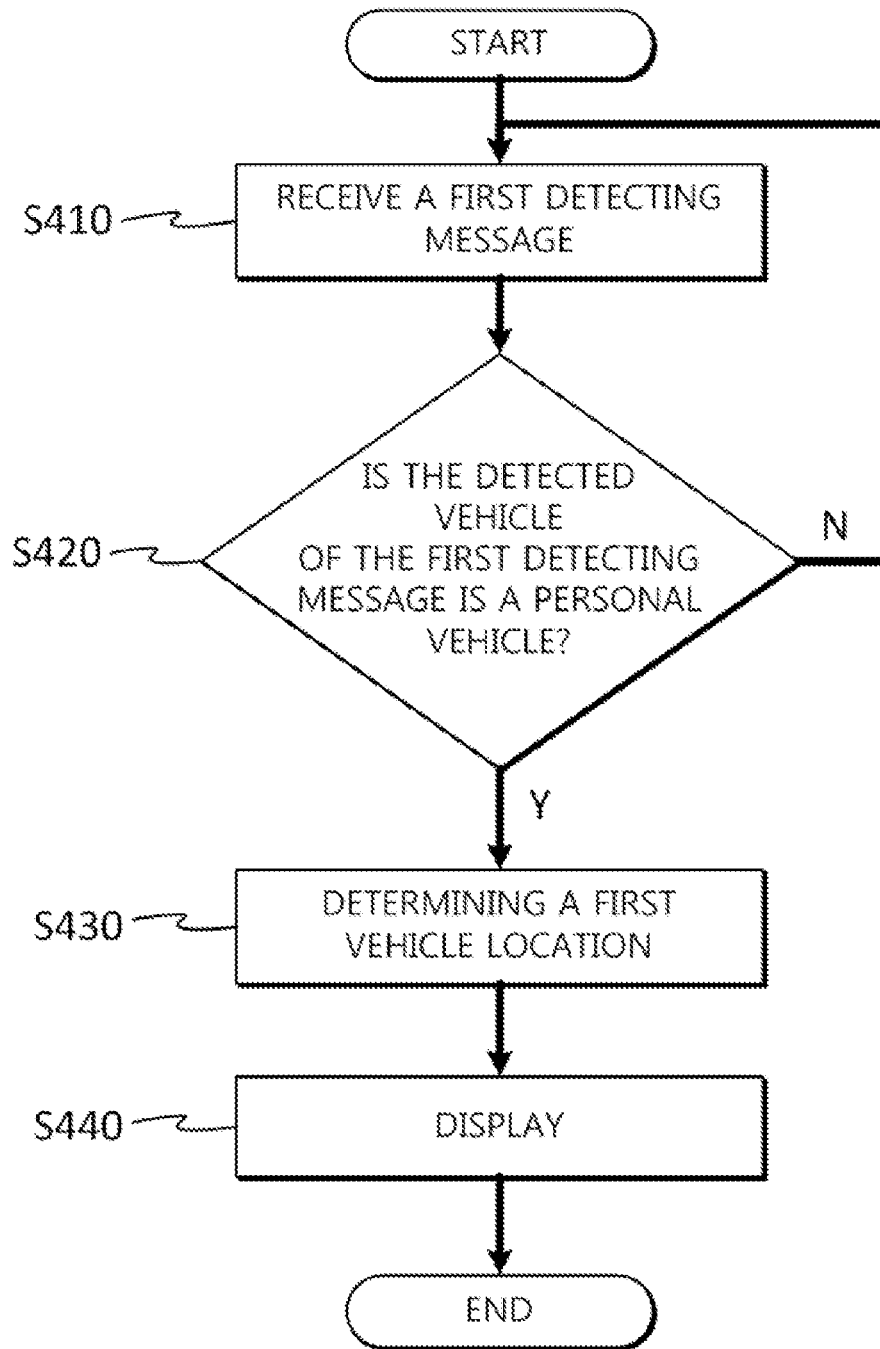 START
S410
RECEIVE A FIRST DETECTING
MESSAGE
S420
IS THE DETECTED
VEHICLE
OF THE FIRST DETECTING
MESSAGE IS A PERSONAL
VEHICLE?
N
Y
S430
DETERMINING A FIRST
VEHICLE LOCATION
S440
DISPLAY
END